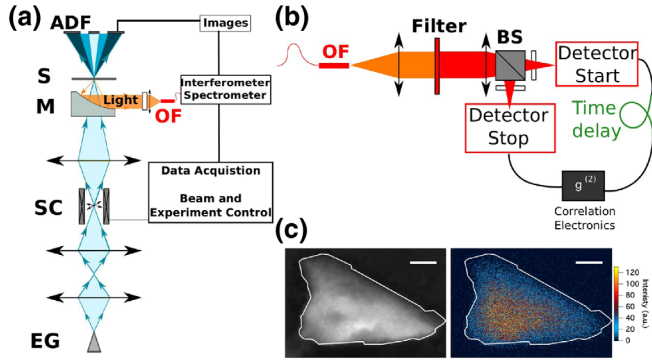 (a)
ADF
Images
S
M
Light
OF
Interferometer
Spectrometer
Data Acquistion
Beam and
Experiment Control
SC
EG
(b)
Filter
BS
OF
Detector
Start
Detector
Stop
Time
delay
g(2)
Correlation
Electronics
(c)
120
100
80
60
40
20
0
Intensity (a.u.)